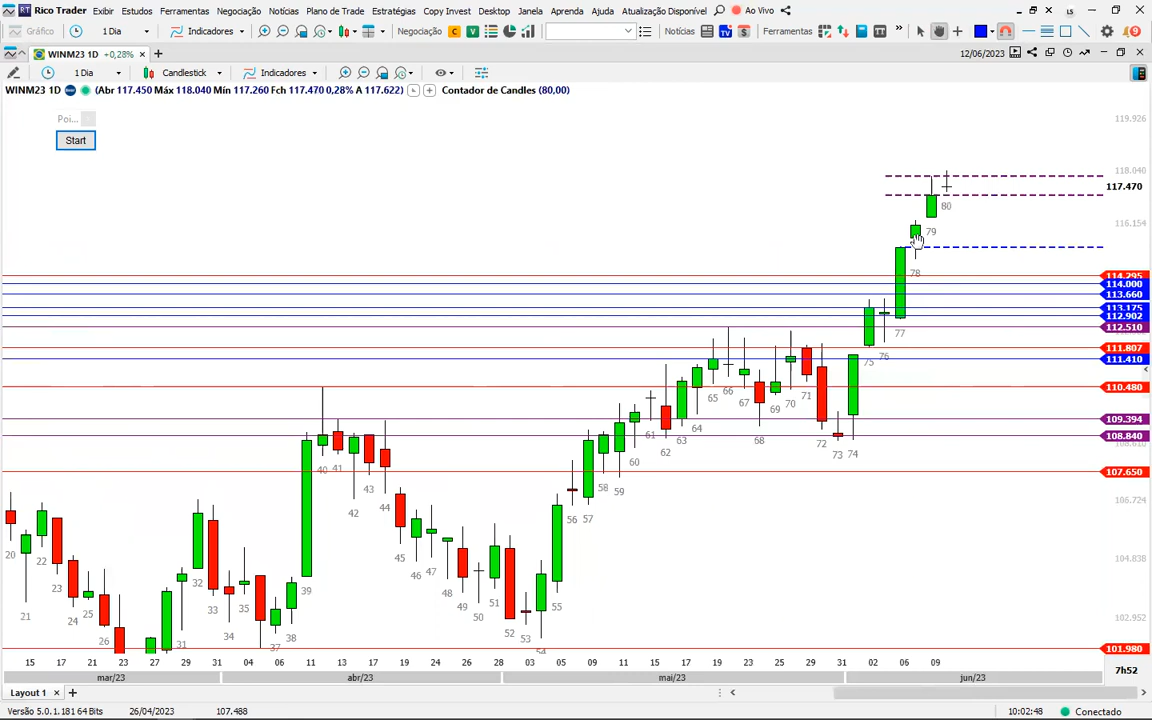 Rico Trader Exibir Estudos Ferramentas Negociação Notícias Plano de Trade Estratégias Copy Invest Desktop Janela Aprenda Ajuda Atualização Disponível Ao Vivo LS
Gráfico 1 Dia Indicadores Negociação C V Notícias TV $ Ferramentas TT 9
WINM23 1D +0,28% 12/06/2023
1 Dia Candlestick Indicadores
WINM23 1D (Abr 117.450 Máx 118.040 Mín 117.260 Fch 117.470 0,28% A 117.622) Contador de Candles (80,00)
Poi...
Start
119.926
118.040
117.470
116.154
114.295
114.000
113.660
113.175
112.902
112.510
111.807
111.410
110.480
109.394
108.840
107.650
106.724
104.838
102.952
101.980
20 21 22 23 24 25 26 31 32 33 34 35 37 38 39 40 41 42 43 44 45 46 47 48 49 50 51 52 53 54 55 56 57 58 59 60 61 62 63 64 65 66 67 68 69 70 71 72 73 74 75 76 77 78 79 80
15 17 21 23 27 29 31 04 06 11 13 17 19 24 26 28 03 05 09 11 15 17 19 23 25 29 31 02 06 09
mar/23 abr/23 mai/23 jun/23
7h52
Layout 1
Versão 5.0.1.181 64 Bits 26/04/2023 107.488 10:02:48 Conectado